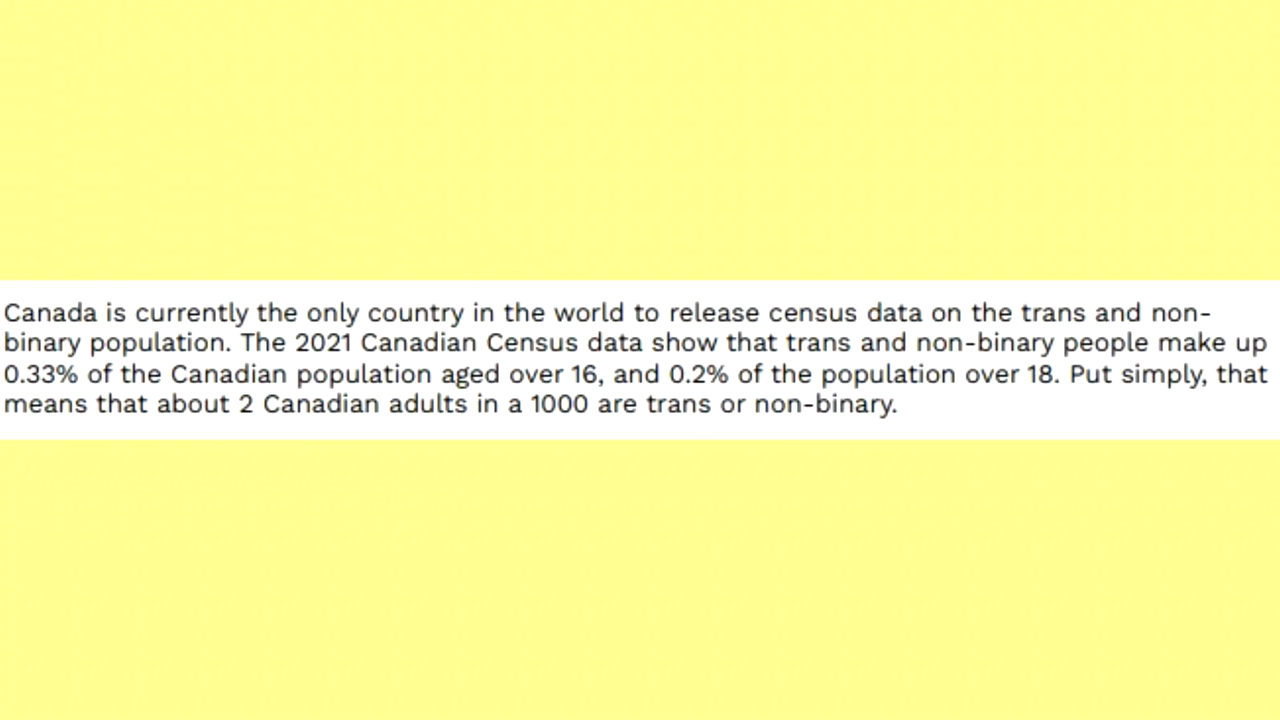 Canada is currently the only country in the world to release census data on the trans and non-
binary population. The 2021 Canadian Census data show that trans and non-binary people make up
0.33% of the Canadian population aged over 16, and 0.2% of the population over 18. Put simply, that
means that about 2 Canadian adults in a 1000 are trans or non-binary.